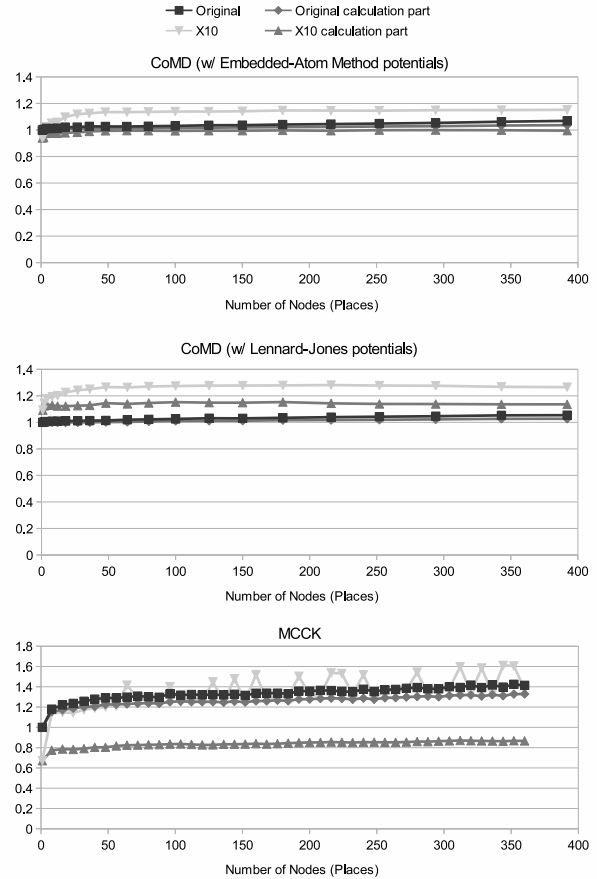 Original Original calculation part
X10 X10 calculation part
CoMD (w/ Embedded-Atom Method potentials)
1.4
1.2
1
0.8
0.6
0.4
0.2
0
0 50 100 150 200 250 300 350 400
Number of Nodes (Places)
CoMD (w/ Lennard-Jones potentials)
1.4
1.2
1
0.8
0.6
0.4
0.2
0
0 50 100 150 200 250 300 350 400
Number of Nodes (Places)
MCCK
1.8
1.6
1.4
1.2
1
0.8
0.6
0.4
0.2
0
0 50 100 150 200 250 300 350 400
Number of Nodes (Places)